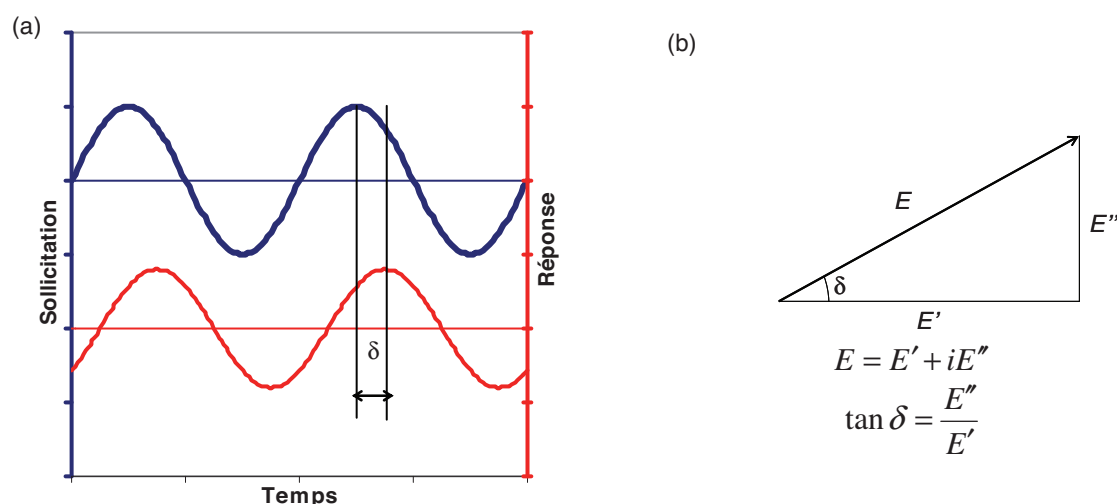 (a)
Sollicitation
δ
Réponse
Temps
(b)
E
E"
δ
E'
E = E′ + iE″
tan δ = E″ / E′